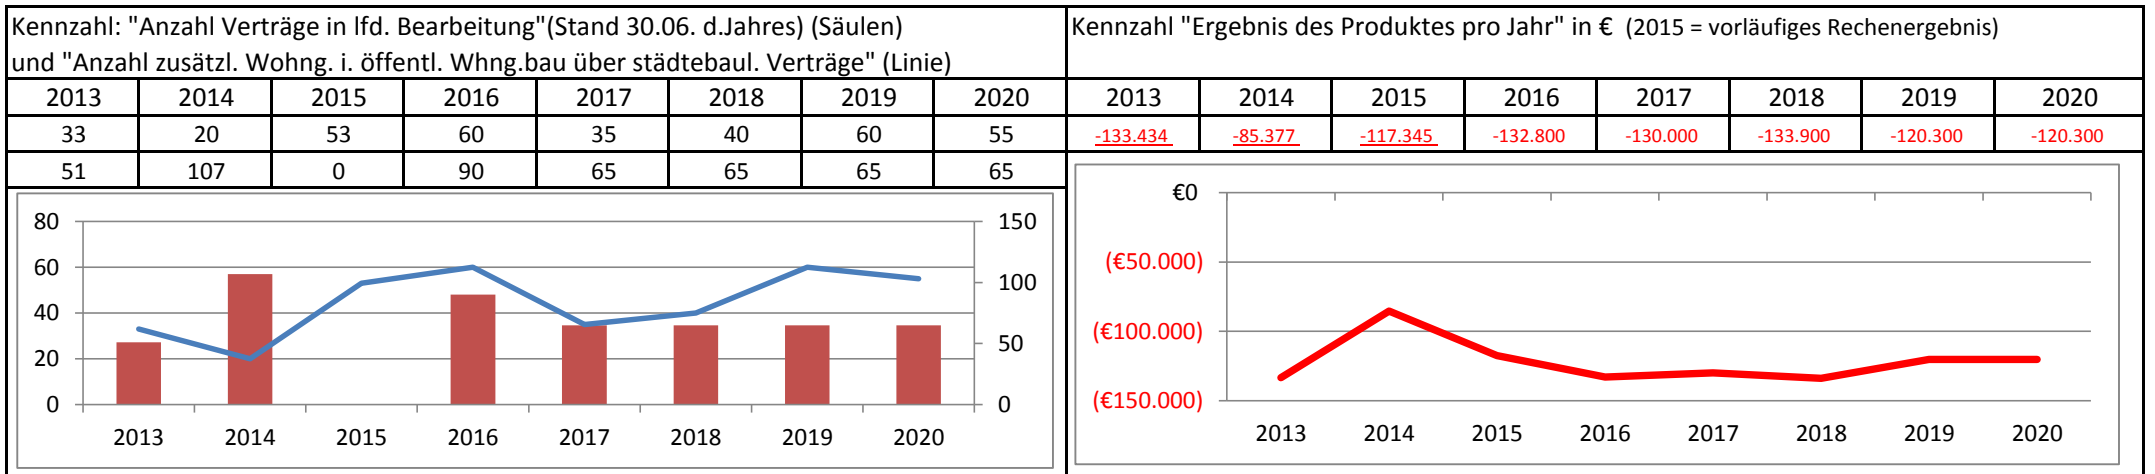 Kennzahl: "Anzahl Verträge in lfd. Bearbeitung"(Stand 30.06. d.Jahres) (Säulen)
und "Anzahl zusätzl. Wohng. i. öffentl. Whng.bau über städtebaul. Verträge" (Linie)
2013 2014 2015 2016 2017 2018 2019 2020
33 20 53 60 35 40 60 55
51 107 0 90 65 65 65 65
80
60
40
20
0
150
100
50
0
2013 2014 2015 2016 2017 2018 2019 2020
Kennzahl "Ergebnis des Produktes pro Jahr" in € (2015 = vorläufiges Rechenergebnis)
2013 2014 2015 2016 2017 2018 2019 2020
-133.434 -85.377 -117.345 -132.800 -130.000 -133.900 -120.300 -120.300
€0
(€50.000)
(€100.000)
(€150.000)
2013 2014 2015 2016 2017 2018 2019 2020